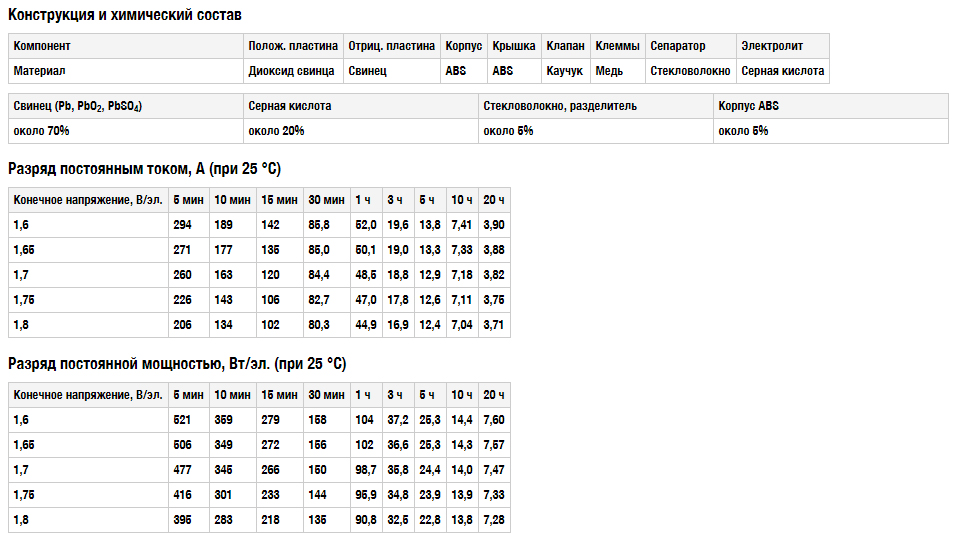 Конструкция и химический состав
Компонент Полож. пластина Отриц. пластина Корпус Крышка Клапан Клеммы Сепаратор Электролит
Материал Диоксид свинца Свинец ABS ABS Каучук Медь Стекловолокно Серная кислота
Свинец (Pb, PbO₂, PbSO₄) Серная кислота Стекловолокно, разделитель Корпус ABS
около 70% около 20% около 5% около 5%
Разряд постоянным током, А (при 25 °C)
Конечное напряжение, В/эл. 5 мин 10 мин 15 мин 30 мин 1 ч 3 ч 5 ч 10 ч 20 ч
1,6 294 189 142 85,8 52,0 19,6 13,8 7,41 3,90
1,65 271 177 135 85,0 50,1 19,0 13,3 7,33 3,88
1,7 260 163 120 84,4 48,5 18,8 12,9 7,18 3,82
1,75 226 143 106 82,7 47,0 17,8 12,6 7,11 3,75
1,8 206 134 102 80,3 44,9 16,9 12,4 7,04 3,71
Разряд постоянной мощностью, Вт/эл. (при 25 °C)
Конечное напряжение, В/эл. 5 мин 10 мин 15 мин 30 мин 1 ч 3 ч 5 ч 10 ч 20 ч
1,6 521 359 279 158 104 37,2 25,3 14,4 7,60
1,65 506 349 272 156 102 36,6 25,3 14,3 7,57
1,7 477 345 266 150 98,7 35,8 24,4 14,0 7,47
1,75 416 301 233 144 95,9 34,8 23,9 13,9 7,33
1,8 395 283 218 135 90,8 32,5 22,8 13,8 7,28